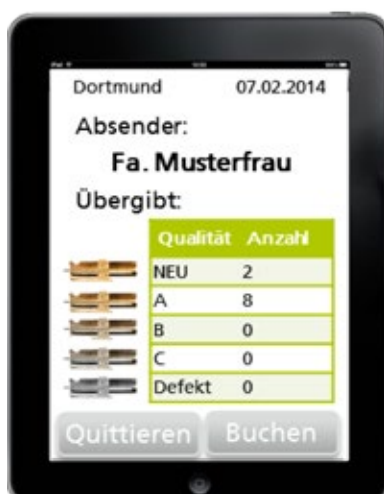 Dortmund 07.02.2014
Absender:
Fa. Musterfrau
Übergibt:
Qualität Anzahl
NEU 2
A 8
B 0
C 0
Defekt 0
Quittieren Buchen